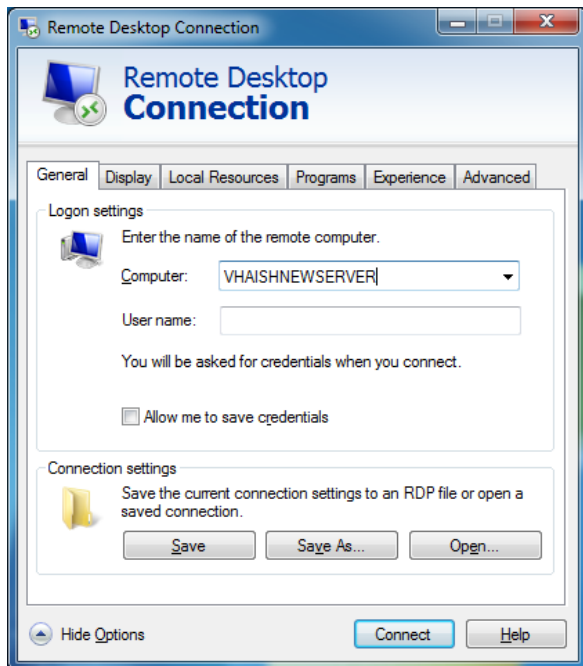 Remote Desktop Connection
Remote Desktop
Connection
General Display Local Resources Programs Experience Advanced
Logon settings
Enter the name of the remote computer.
Computer: VHAISHNEWSERVER
User name:
You will be asked for credentials when you connect.
Allow me to save credentials
Connection settings
Save the current connection settings to an RDP file or open a
saved connection.
Save Save As... Open...
Hide Options Connect Help